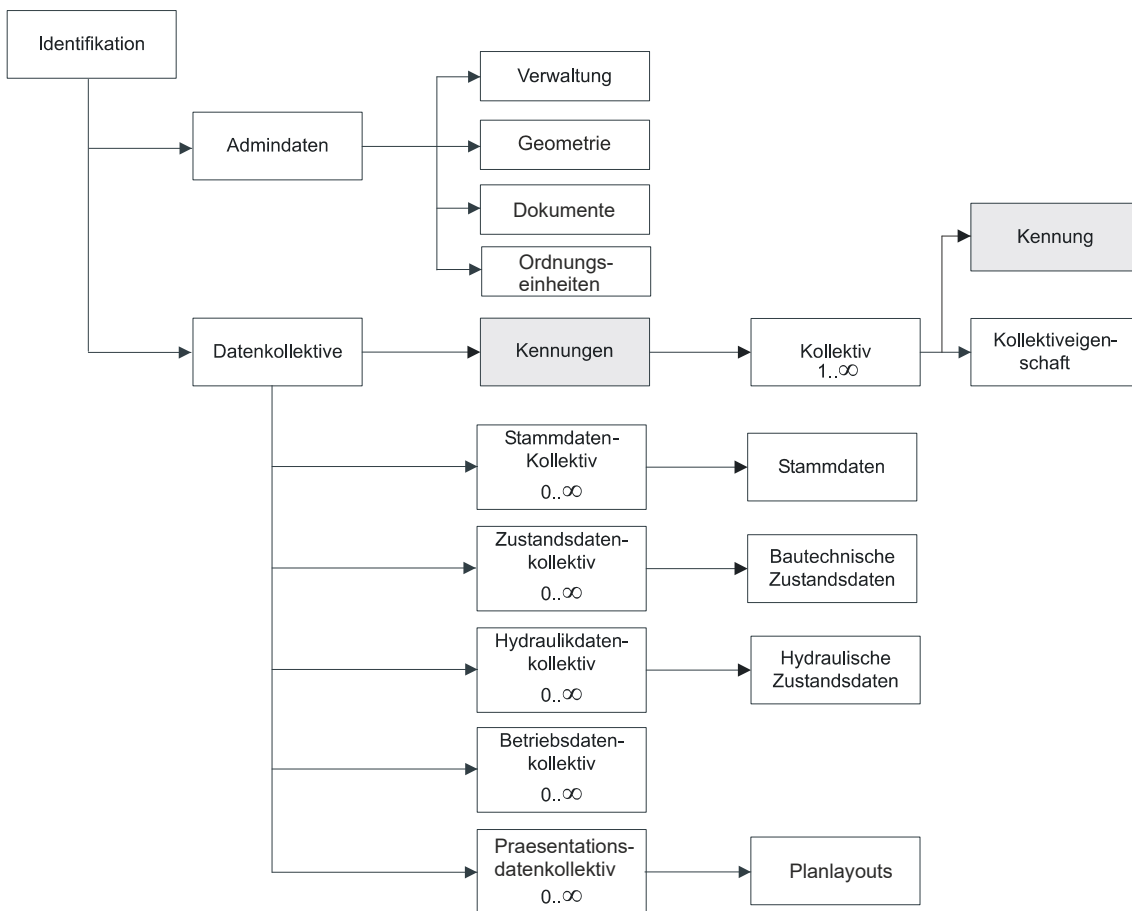 Identifikation
Verwaltung
Admindaten
Geometrie
Dokumente
Ordnungs-
einheiten
Kennung
Datenkollektive
Kennungen
Kollektiv
1..∞
Kollektiveigen-
schaft
Stammdaten-
Kollektiv
0..∞
Stammdaten
Zustandsdaten-
kollektiv
0..∞
Bautechnische
Zustandsdaten
Hydraulikdaten-
kollektiv
0..∞
Hydraulische
Zustandsdaten
Betriebsdaten-
kollektiv
0..∞
Praesentations-
datenkollektiv
0..∞
Planlayouts